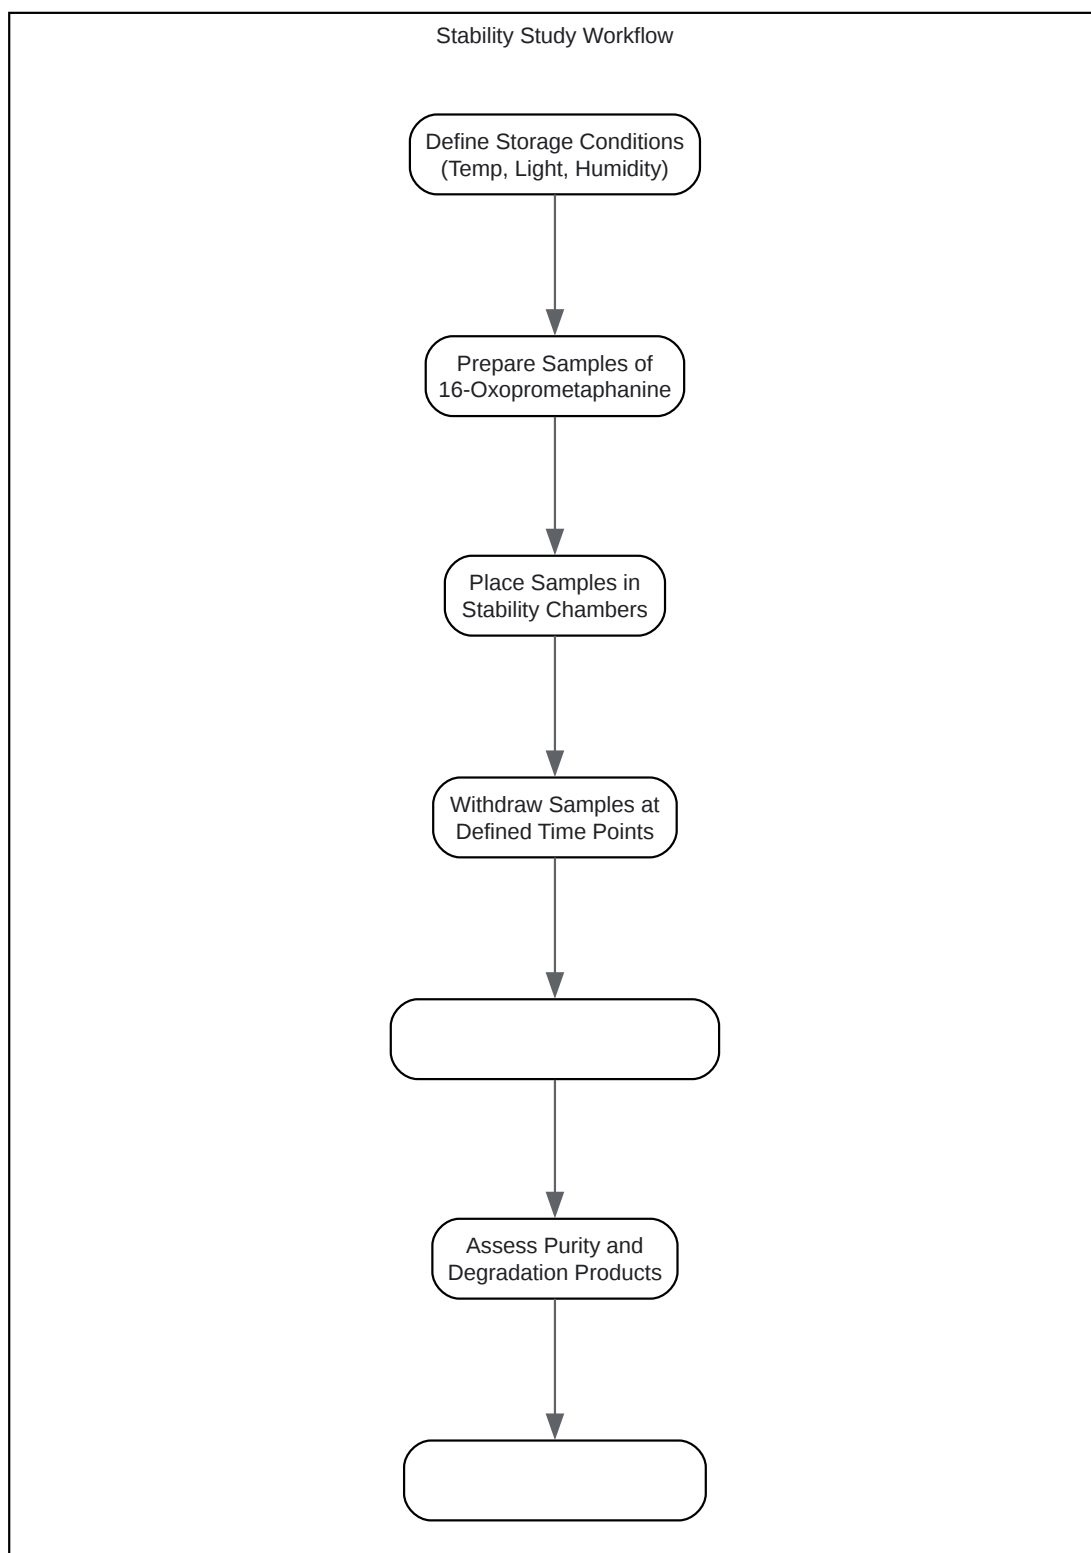 Stability Study Workflow
Define Storage Conditions
(Temp, Light, Humidity)
Prepare Samples of
16-Oxoprometaphanine
Place Samples in
Stability Chambers
Withdraw Samples at
Defined Time Points
Assess Purity and
Degradation Products